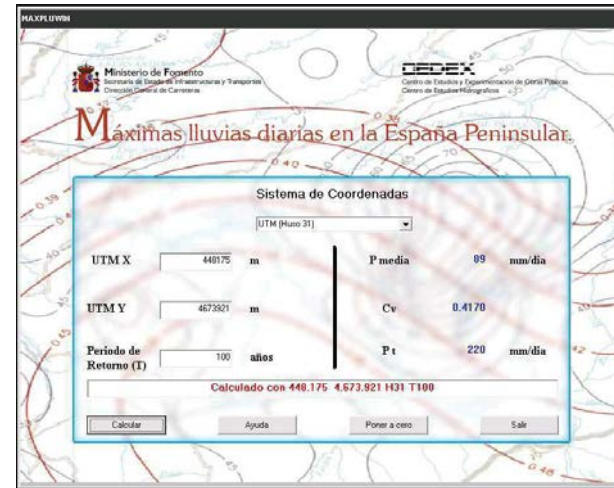 MAXPLUWIN
Ministerio de Fomento
Secretaría de Estado de Infraestructuras y Transportes
Dirección General de Carreteras
CEDEX
Centro de Estudios y Experimentación de Obras Públicas
Centro de Estudios Hidrográficos
Máximas lluvias diarias en la España Peninsular.
Sistema de Coordenadas
UTM (Huso 31)
UTM X 448175 m
P media 89 mm/dia
UTM Y 4673921 m
Cv 0.4170
Periodo de
Retorno (T) 100 años
P t 220 mm/dia
Calculado con 448.175 4.673.921 H31 T100
Calcular Ayuda Poner a cero Salir